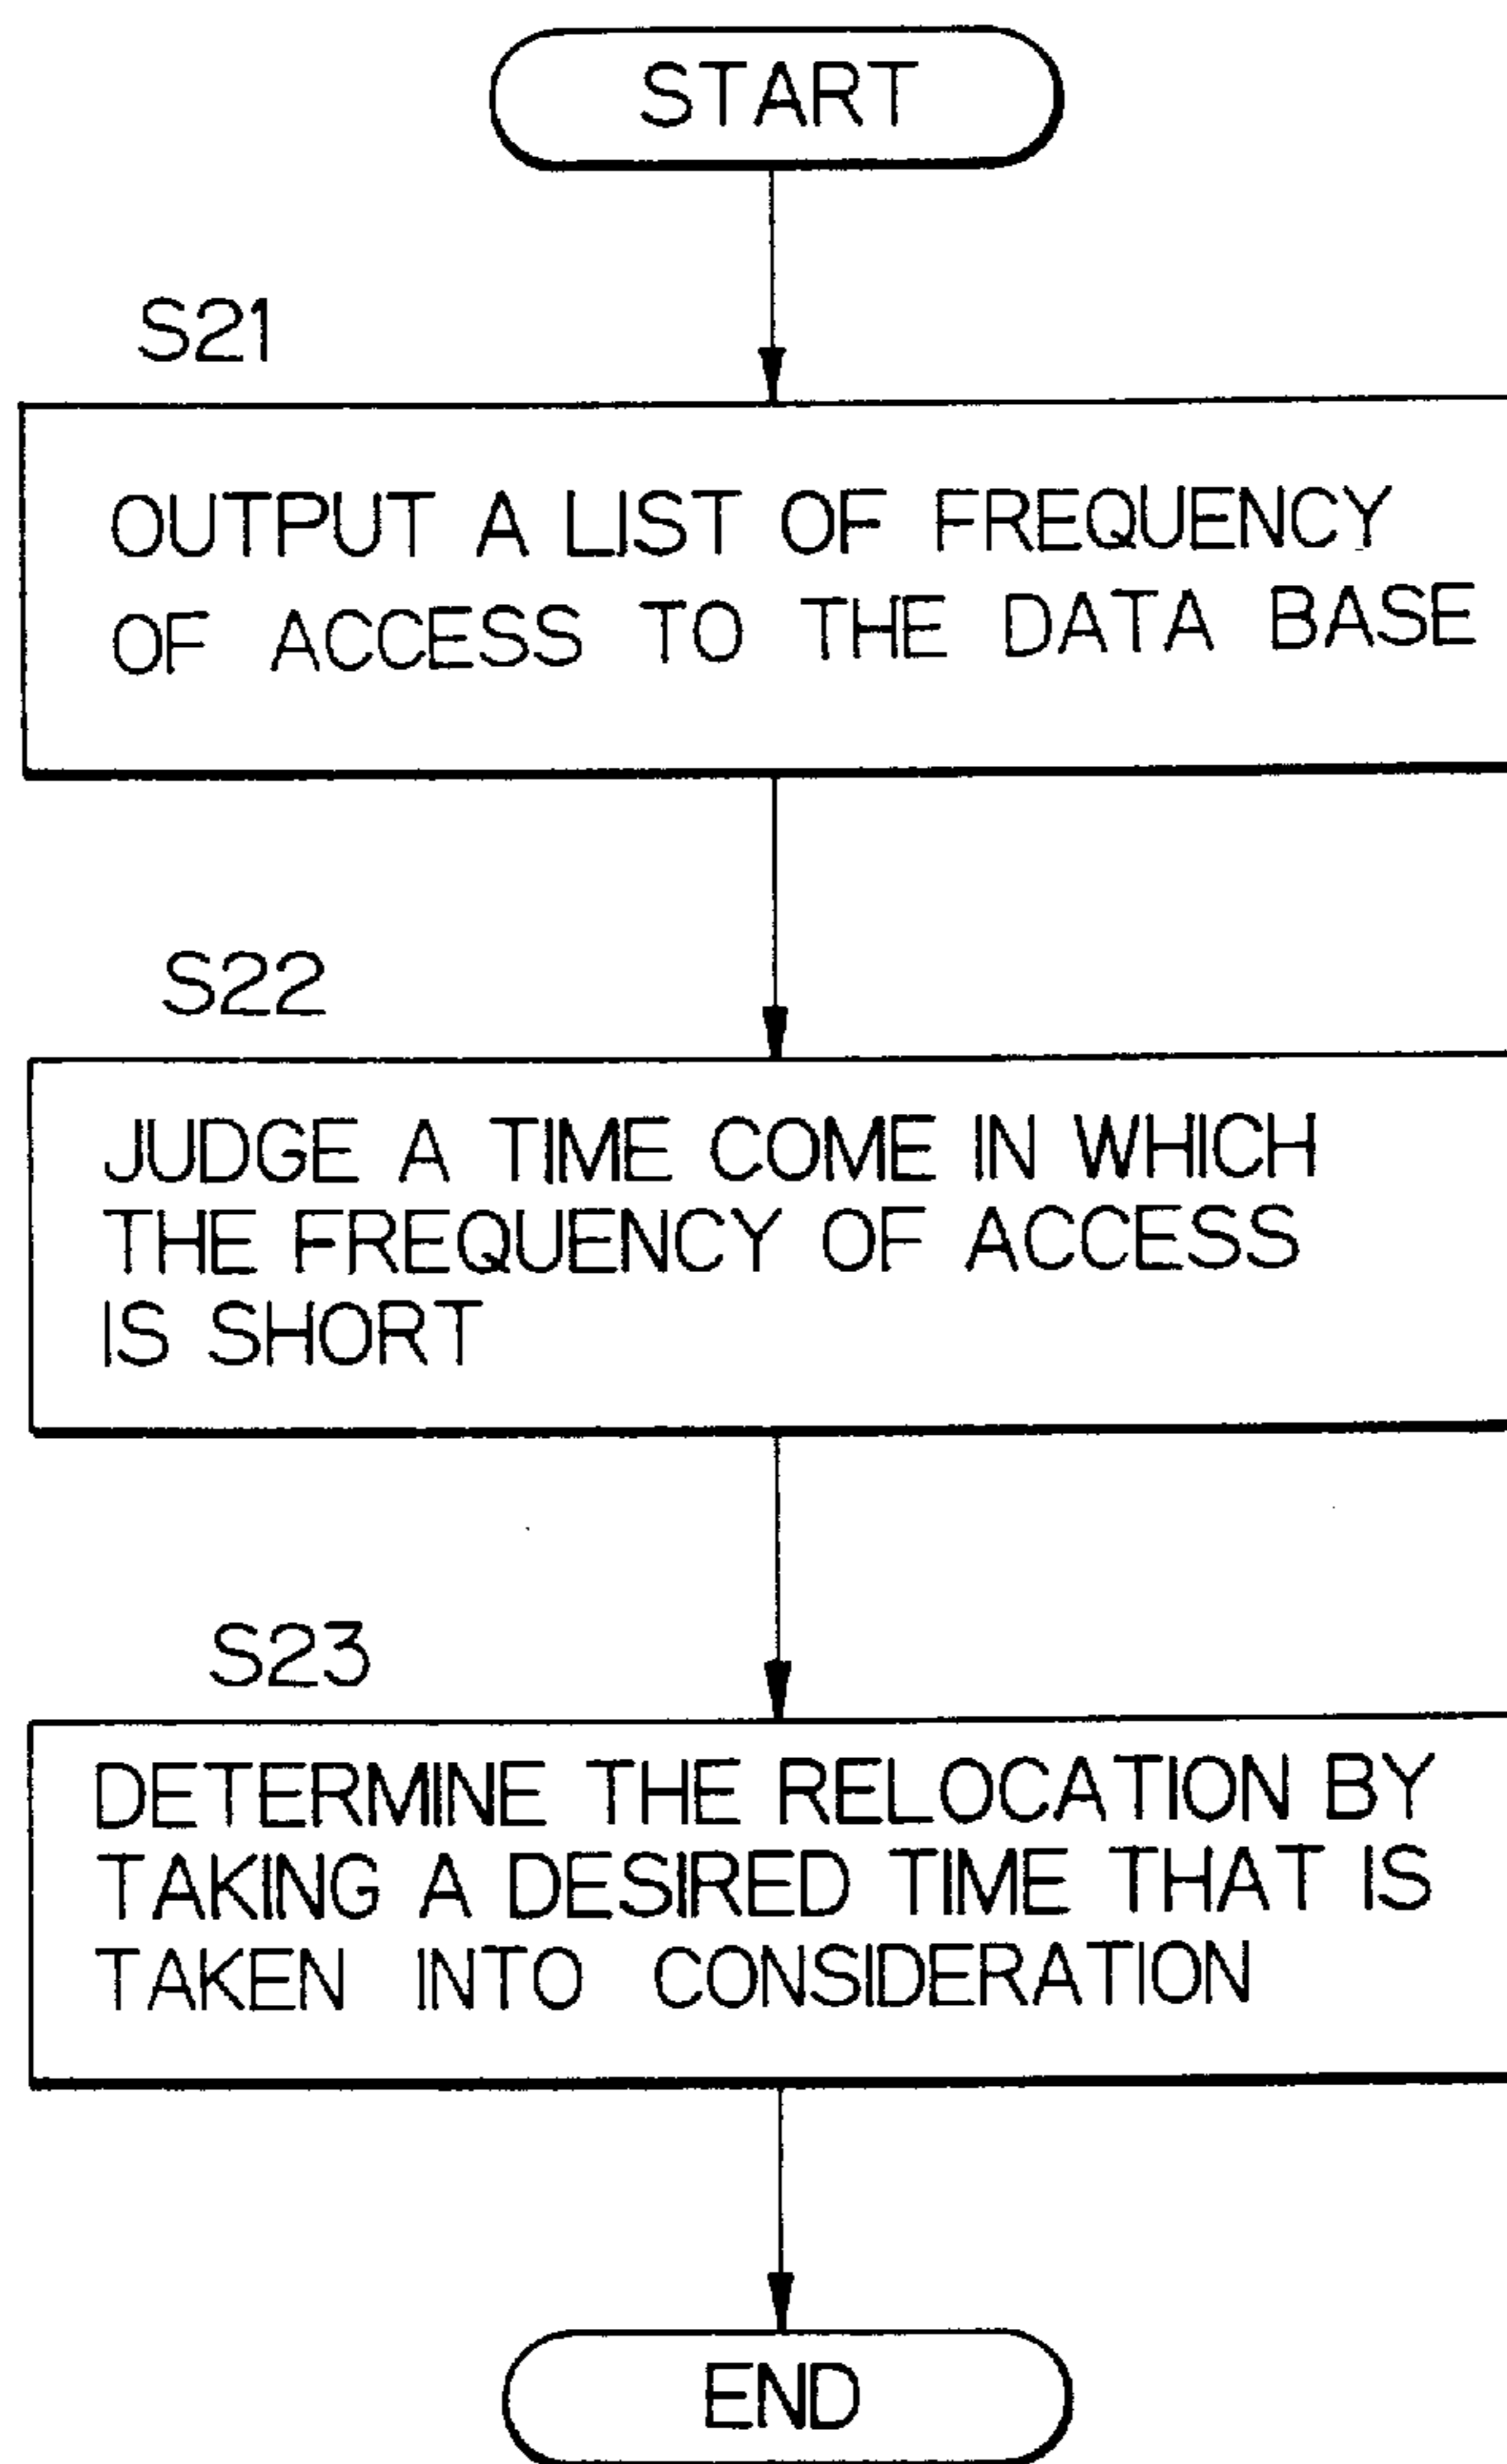 START
S21
OUTPUT A LIST OF FREQUENCY
OF ACCESS TO THE DATA BASE
S22
JUDGE A TIME COME IN WHICH
THE FREQUENCY OF ACCESS
IS SHORT
S23
DETERMINE THE RELOCATION BY
TAKING A DESIRED TIME THAT IS
TAKEN INTO CONSIDERATION
END